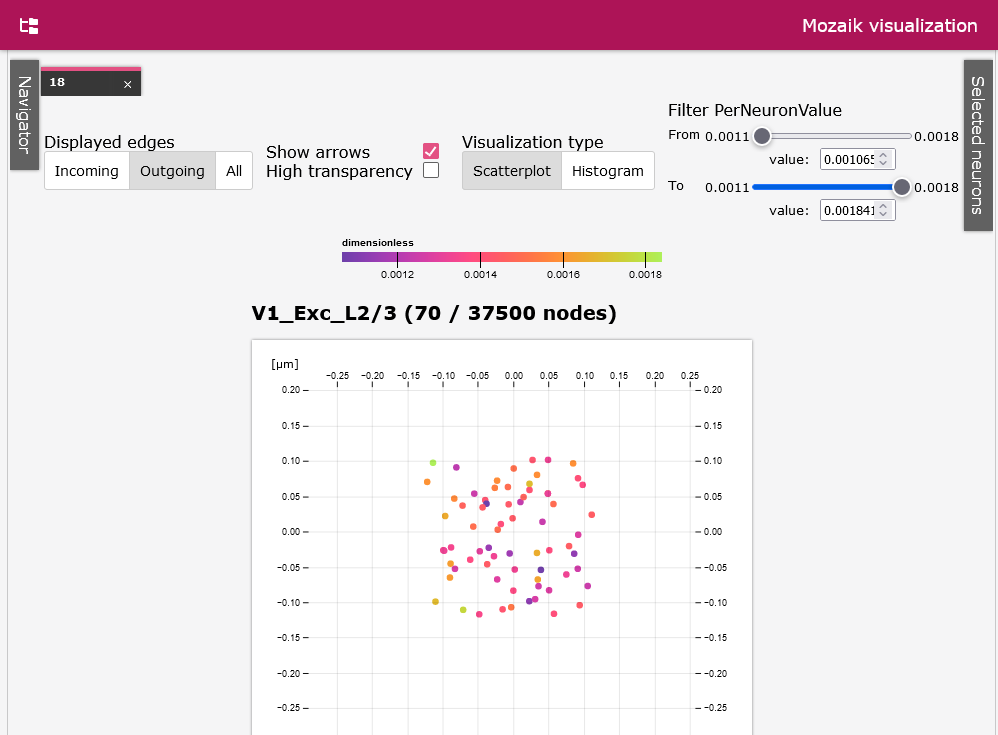 Mozaik visualization
Navigator
18 ×
Selected neurons
Displayed edges
Incoming Outgoing All
Show arrows
High transparency
Visualization type
Scatterplot Histogram
Filter PerNeuronValue
From 0.0011 0.0018
value: 0.001065
To 0.0011 0.0018
value: 0.001841
dimensionless
0.0012 0.0014 0.0016 0.0018
V1_Exc_L2/3 (70 / 37500 nodes)
[µm]
−0.25 −0.20 −0.15 −0.10 −0.05 0.00 0.05 0.10 0.15 0.20 0.25
0.20 0.20
0.15 0.15
0.10 0.10
0.05 0.05
0.00 0.00
−0.05 −0.05
−0.10 −0.10
−0.15 −0.15
−0.20 −0.20
−0.25 −0.25